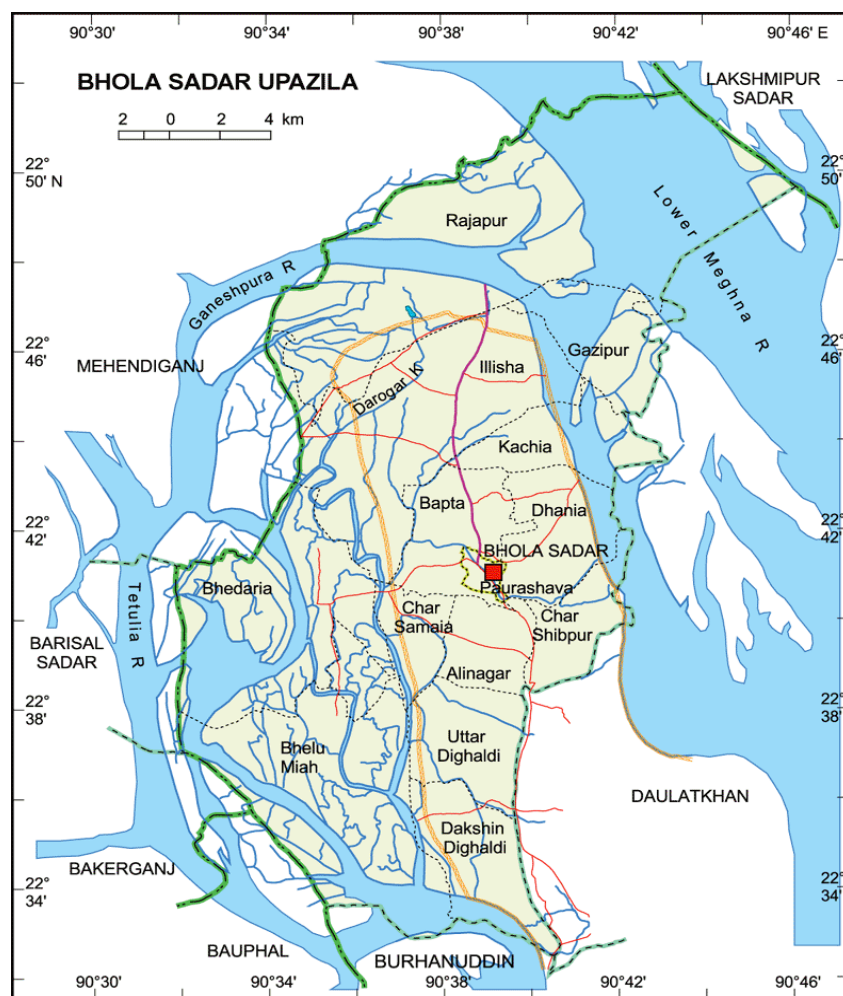 90°30' 90°34' 90°38' 90°42' 90°46' E
BHOLA SADAR UPAZILA
2 0 2 4 km
LAKSHMIPUR
SADAR
22°
50' N
22°
50'
Rajapur
Lower Meghna R
Ganeshpura R
22°
46'
22°
46'
MEHENDIGANJ
Gazipur
Illisha
Darogar K
Kachia
Bapta
Dhania
22°
42'
22°
42'
BHOLA SADAR
Paurashava
Bhedaria
Tetulia R
Char
Samaia
Char
Shibpur
BARISAL
SADAR
Alinagar
22°
38'
22°
38'
Uttar
Dighaldi
Bhelu
Miah
DAULATKHAN
Dakshin
Dighaldi
BAKERGANJ
22°
34'
22°
34'
BAUPHAL
BURHANUDDIN
90°30' 90°34' 90°38' 90°42' 90°46'